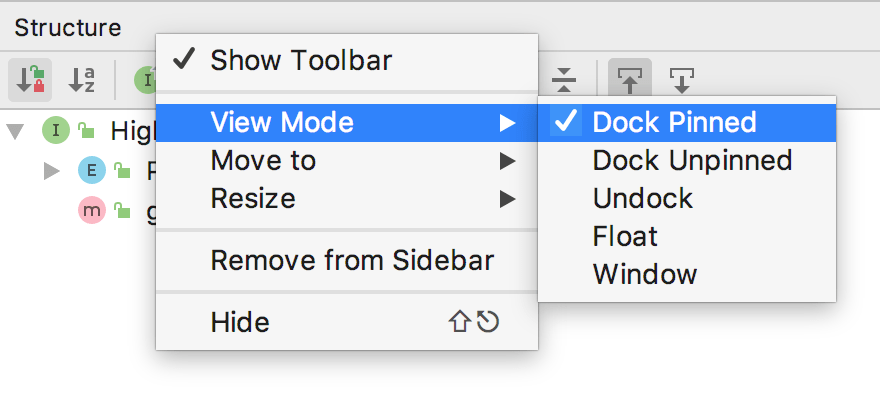 Structure
Show Toolbar
a
z
I
View Mode
Dock Pinned
I
Move to
Dock Unpinned
E
Resize
Undock
m
Float
Remove from Sidebar
Window
Hide